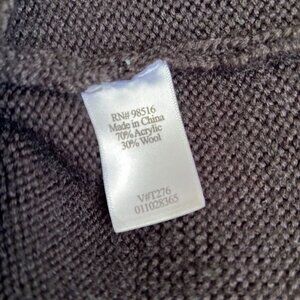 RN# 98516
Made in China
70% Acrylic
30% Wool
V#T276
011028365